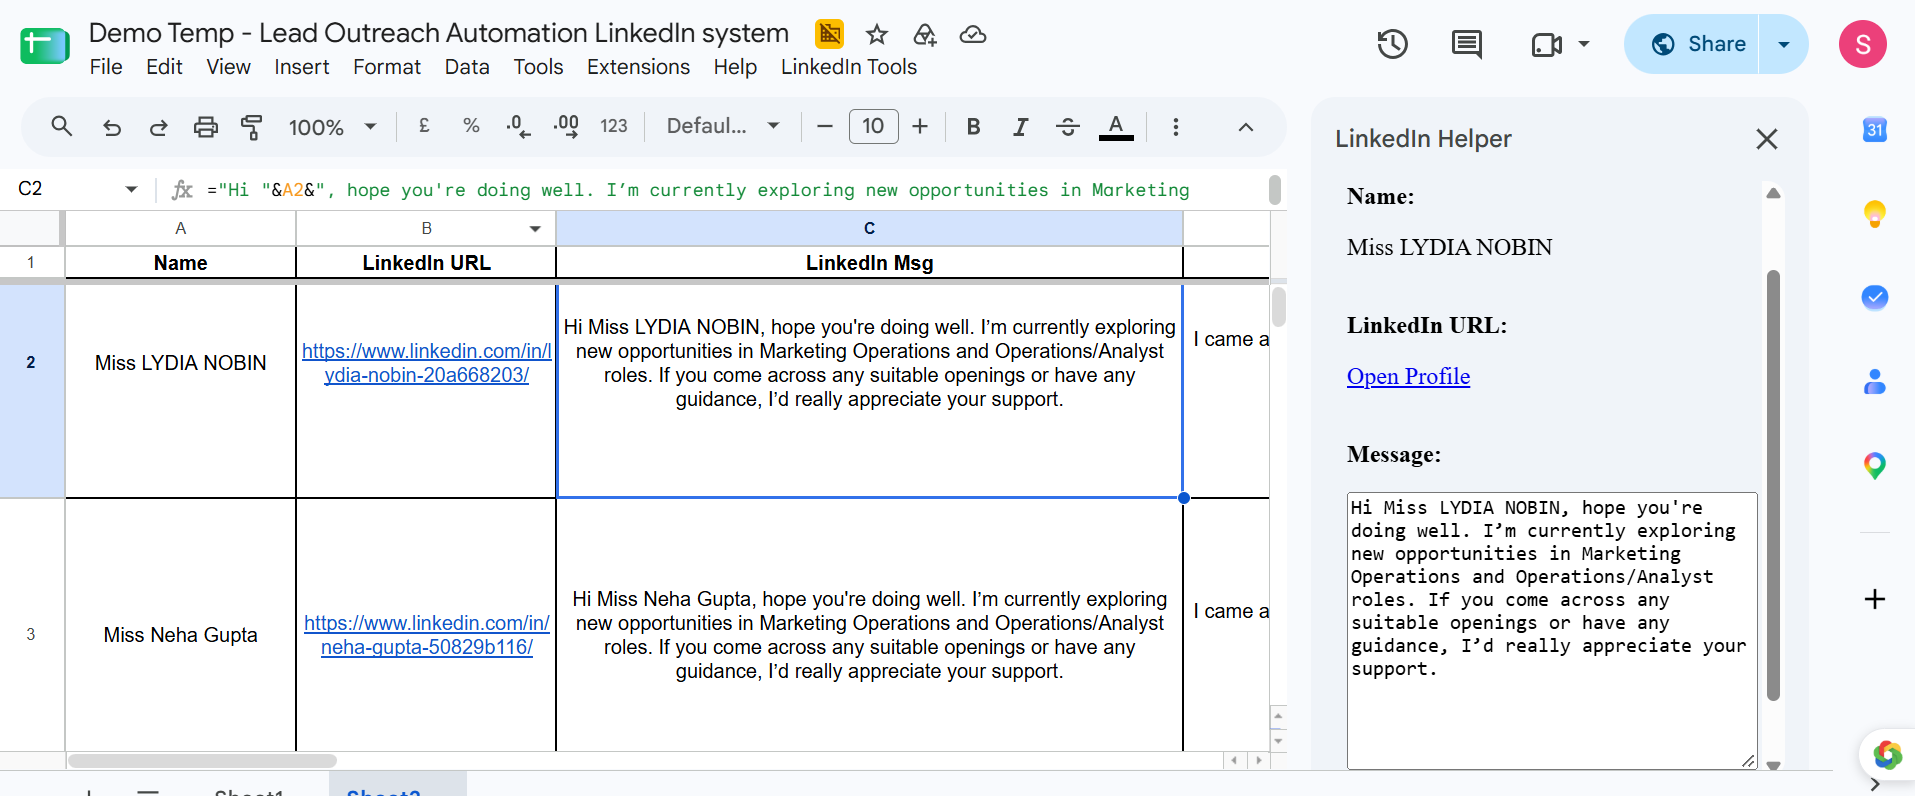 Demo Temp - Lead Outreach Automation LinkedIn system
File Edit View Insert Format Data Tools Extensions Help LinkedIn Tools
Share
S
100% £ % .0 .00 123 Defaul... 10 B I S A
LinkedIn Helper
31
C2
fx ="Hi "&A2&", hope you're doing well. I’m currently exploring new opportunities in Marketing
A B C
1 Name LinkedIn URL LinkedIn Msg
2
Miss LYDIA NOBIN
https://www.linkedin.com/in/l
ydia-nobin-20a668203/
Hi Miss LYDIA NOBIN, hope you're doing well. I’m currently exploring
new opportunities in Marketing Operations and Operations/Analyst
roles. If you come across any suitable openings or have any
guidance, I’d really appreciate your support.
I came a
3
Miss Neha Gupta
https://www.linkedin.com/in/
neha-gupta-50829b116/
Hi Miss Neha Gupta, hope you're doing well. I’m currently exploring
new opportunities in Marketing Operations and Operations/Analyst
roles. If you come across any suitable openings or have any
guidance, I’d really appreciate your support.
I came a
Name:
Miss LYDIA NOBIN
LinkedIn URL:
Open Profile
Message:
Hi Miss LYDIA NOBIN, hope you're
doing well. I’m currently exploring
new opportunities in Marketing
Operations and Operations/Analyst
roles. If you come across any
suitable openings or have any
guidance, I’d really appreciate your
support.
Sheet1